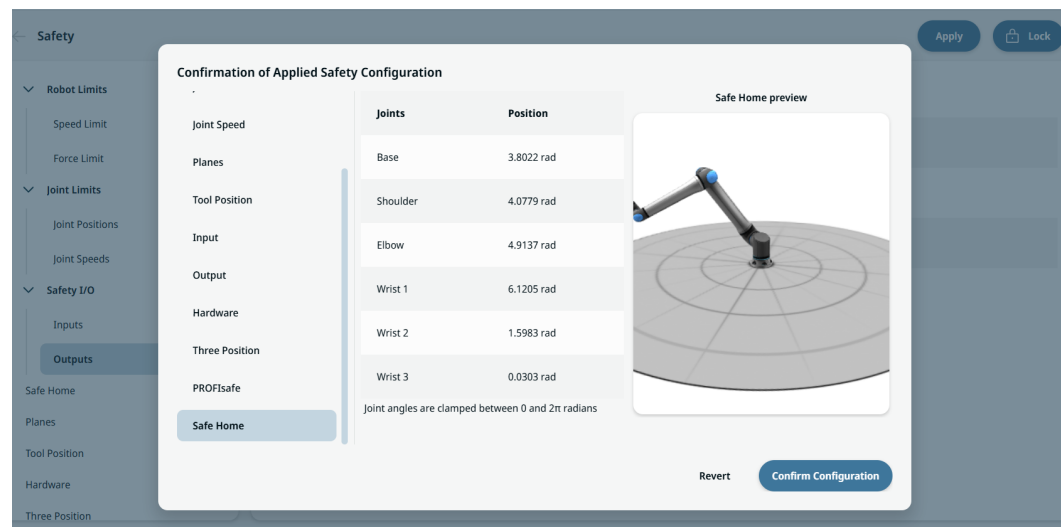 Safety
Apply
Lock
Robot Limits
Speed Limit
Force Limit
Joint Limits
Joint Positions
Joint Speeds
Safety I/O
Inputs
Outputs
Safe Home
Planes
Tool Position
Hardware
Three Position
Confirmation of Applied Safety Configuration
Joint Speed
Planes
Tool Position
Input
Output
Hardware
Three Position
PROFIsafe
Safe Home
Joints Position
Base 3.8022 rad
Shoulder 4.0779 rad
Elbow 4.9137 rad
Wrist 1 6.1205 rad
Wrist 2 1.5983 rad
Wrist 3 0.0303 rad
Joint angles are clamped between 0 and 2π radians
Safe Home preview
Revert
Confirm Configuration